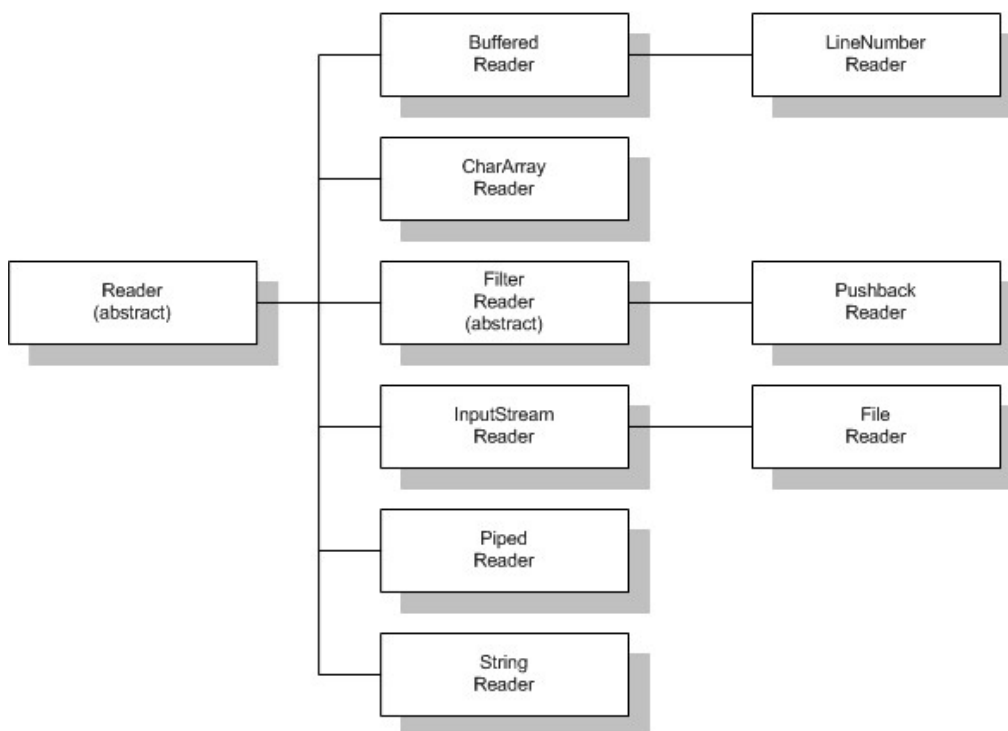 Buffered
Reader
LineNumber
Reader
CharArray
Reader
Reader
(abstract)
Filter
Reader
(abstract)
Pushback
Reader
InputStream
Reader
File
Reader
Piped
Reader
String
Reader